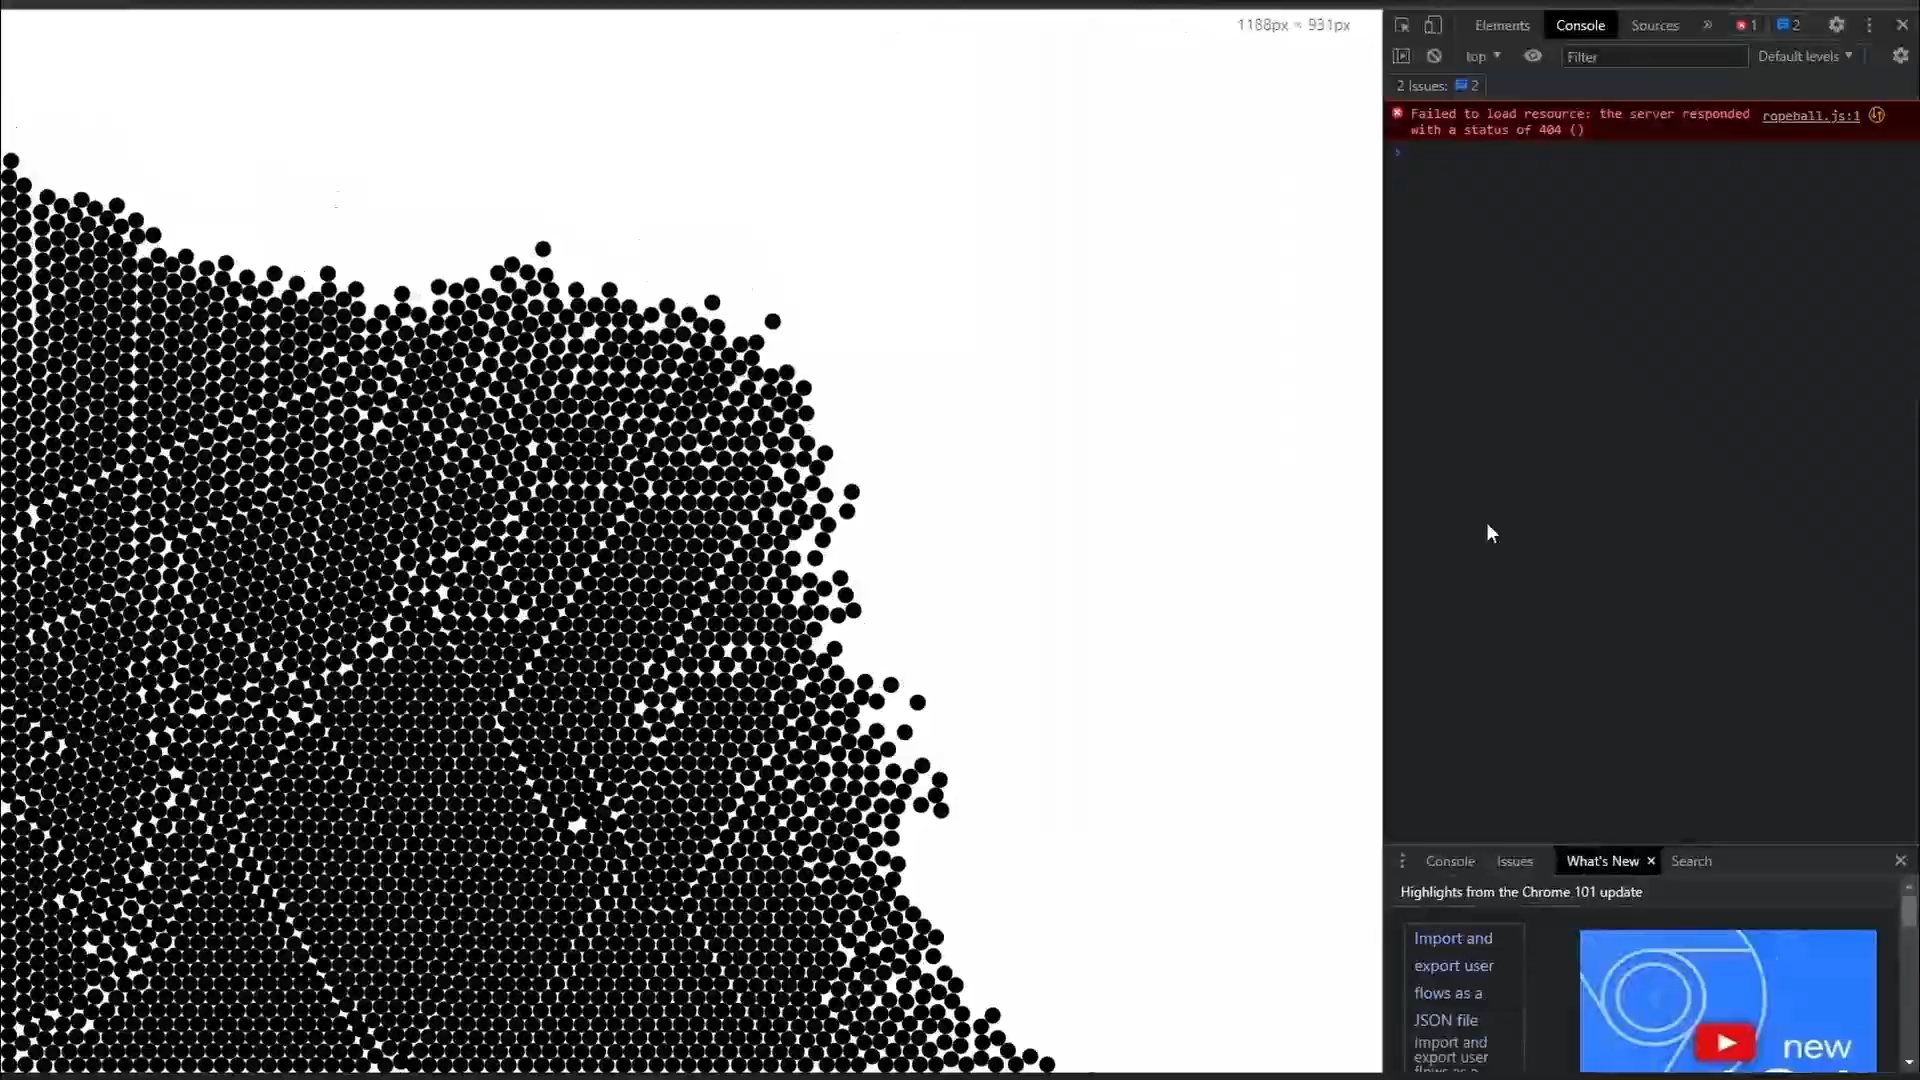 1188px × 931px
Elements Console Sources » 1 2
top Filter Default levels
2 Issues: 2
Failed to load resource: the server responded ropeball.js:1
with a status of 404 ()
Console Issues What's New Search
Highlights from the Chrome 101 update
Import and
export user
flows as a
JSON file
import and
export user
flows as a
new